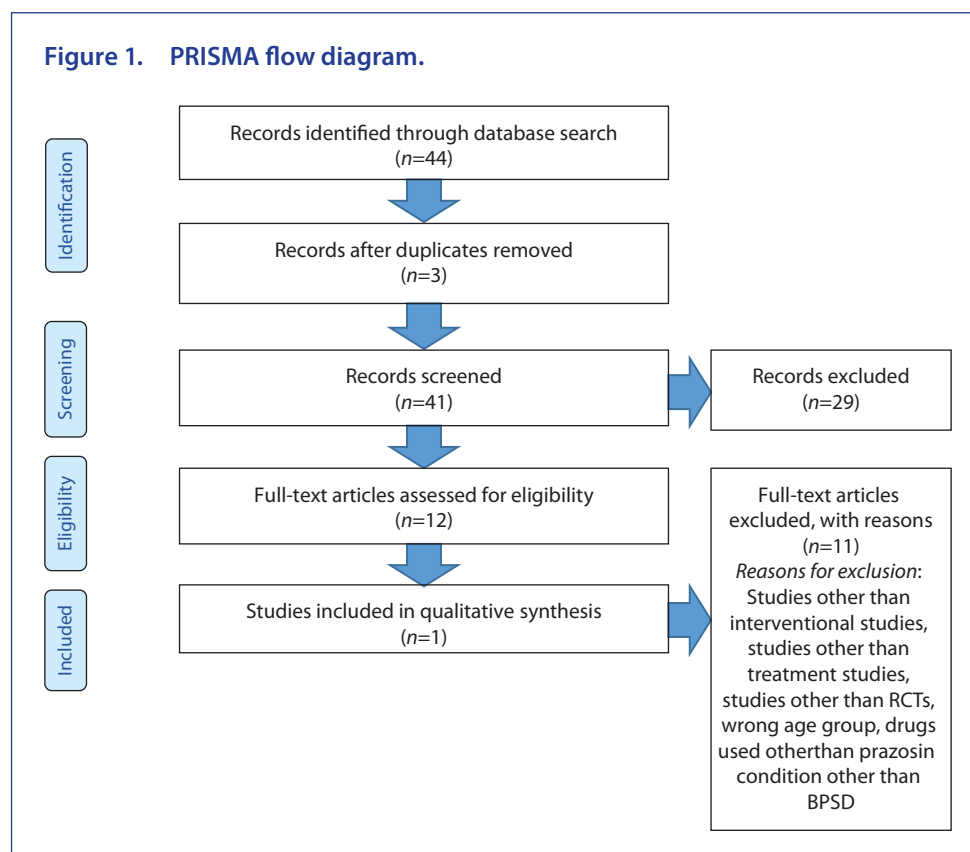 Figure 1. PRISMA flow diagram.
Identification
Records identified through database search
(n=44)
Records after duplicates removed
(n=3)
Screening
Records screened
(n=41)
Records excluded
(n=29)
Eligibility
Full-text articles assessed for eligibility
(n=12)
Full-text articles
excluded, with reasons
(n=11)
Reasons for exclusion:
Studies other than
interventional studies,
studies other than
treatment studies,
studies other than RCTs,
wrong age group, drugs
used otherthan prazosin
condition other than
BPSD
Included
Studies included in qualitative synthesis
(n=1)